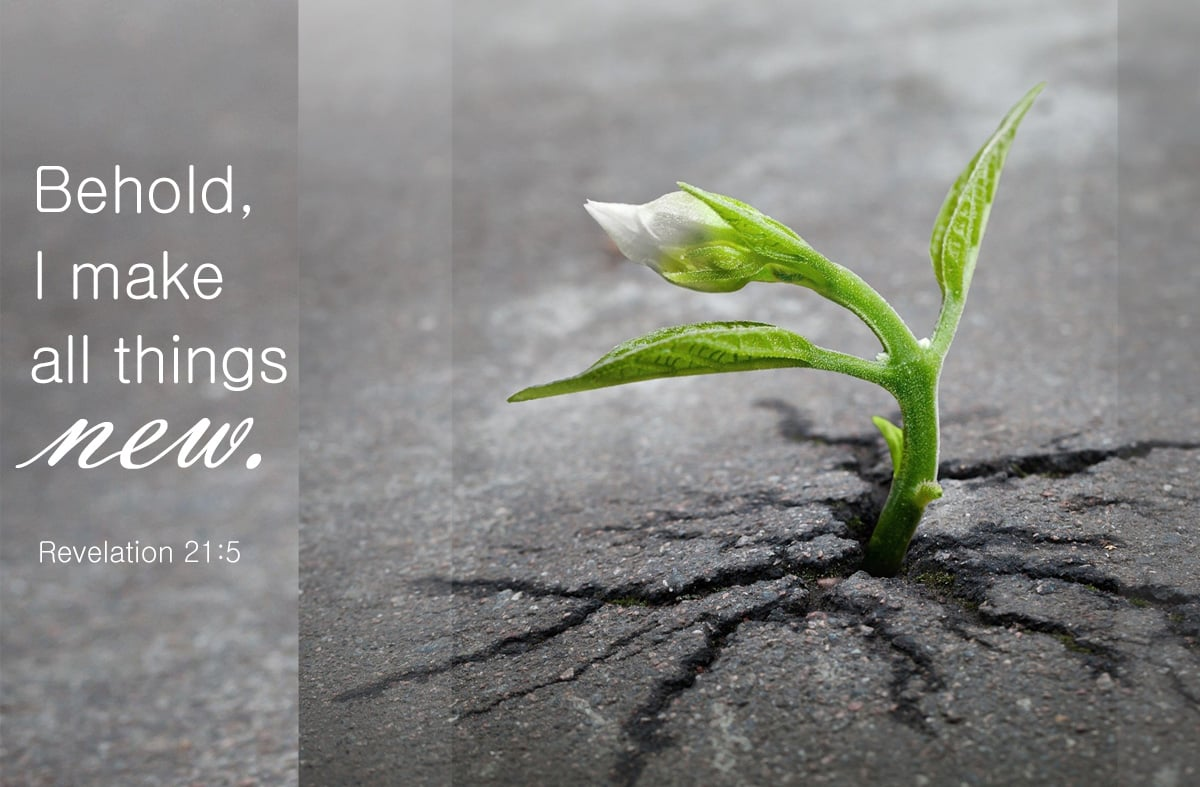 Behold,
I make
all things
new.
Revelation 21:5